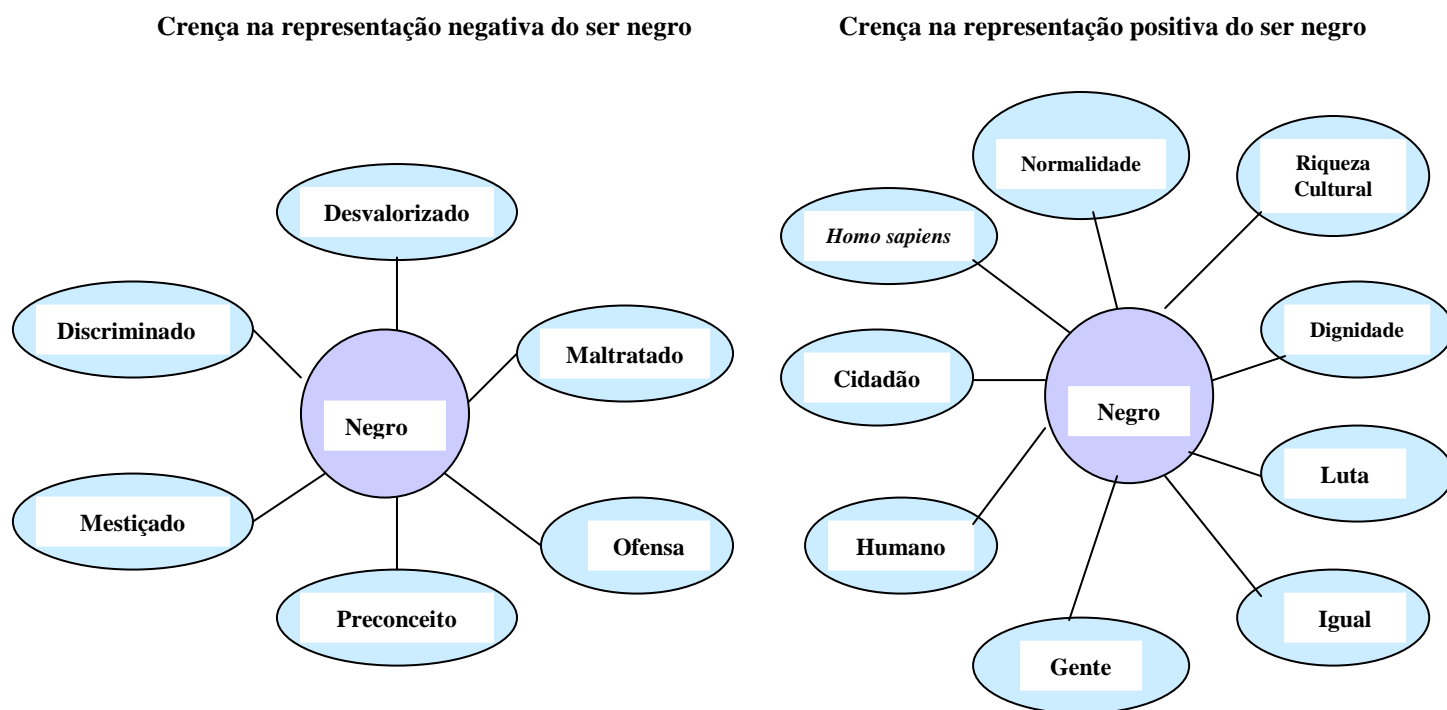 Crença na representação negativa do ser negro
Desvalorizado
Discriminado
Maltratado
Negro
Mestiçado
Ofensa
Preconceito
Crença na representação positiva do ser negro
Normalidade
Riqueza
Cultural
Homo sapiens
Dignidade
Cidadão
Negro
Luta
Humano
Igual
Gente